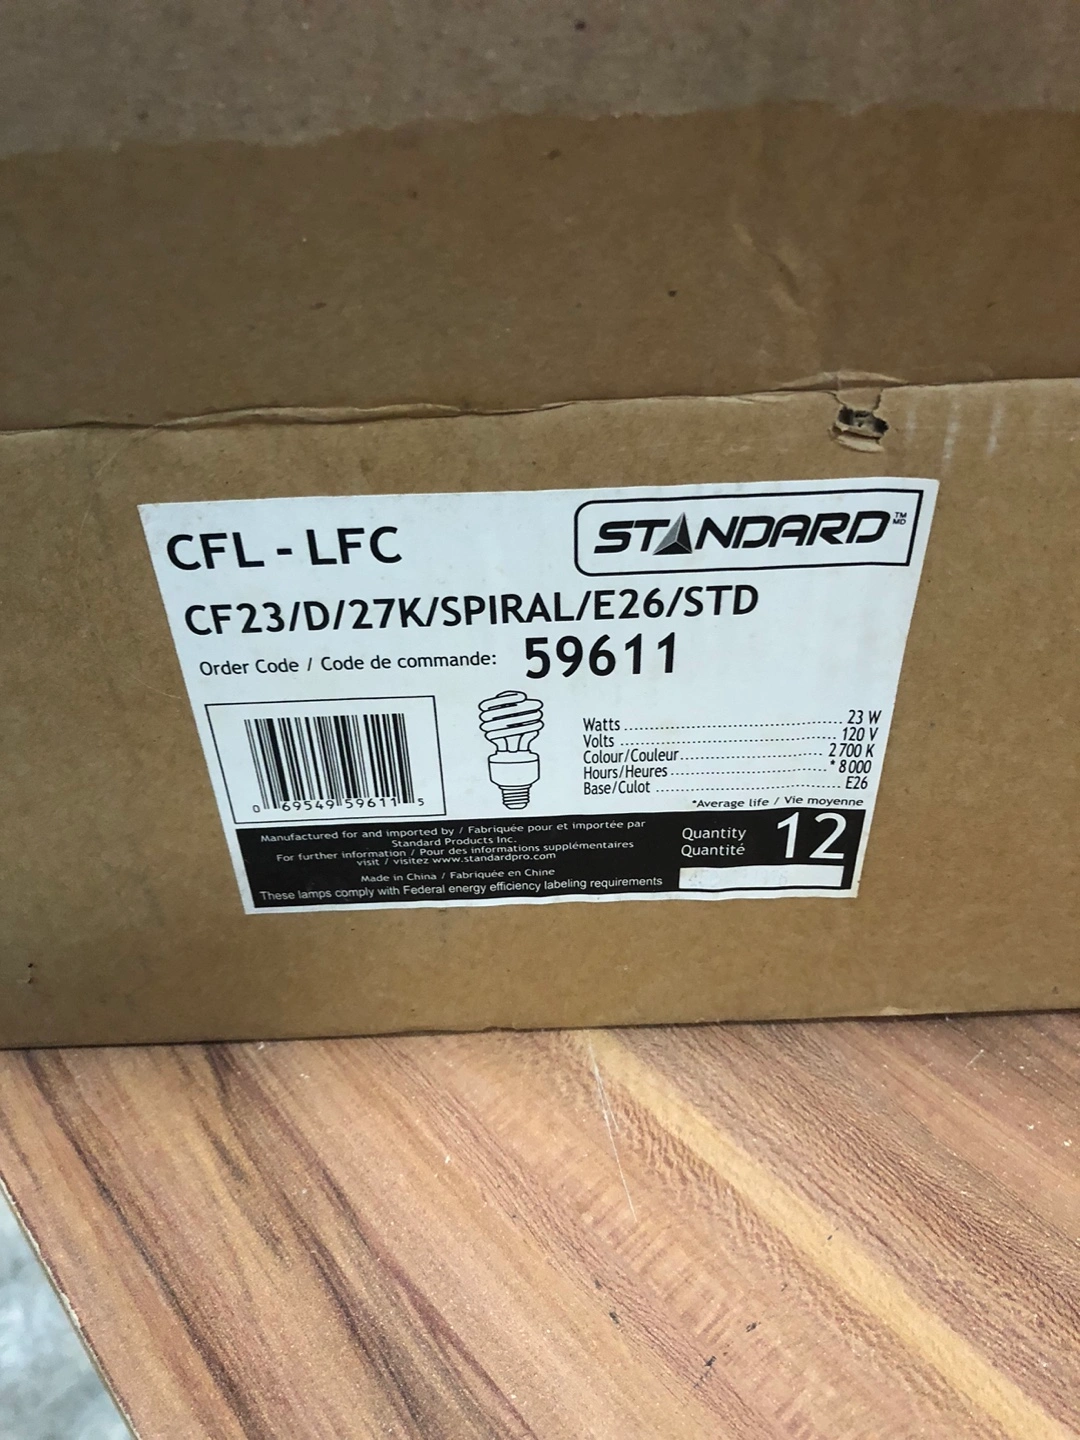 CFL - LFC
STANDARD ™ MD
CF23/D/27K/SPIRAL/E26/STD
Order Code / Code de commande: 59611
Watts ........................................ 23 W
Volts ........................................ 120 V
Colour/Couleur ........................... 2 700 K
Hours/Heures ............................. * 8 000
Base/Culot ................................... E26
*Average life / Vie moyenne
0 69549 59611 5
Manufactured for and imported by / Fabriquée pour et importée par
Standard Products Inc.
For further information / Pour des informations supplémentaires
visit / visitez www.standardpro.com
Made in China / Fabriquée en Chine
These lamps comply with Federal energy efficiency labeling requirements
Quantity
Quantité
12